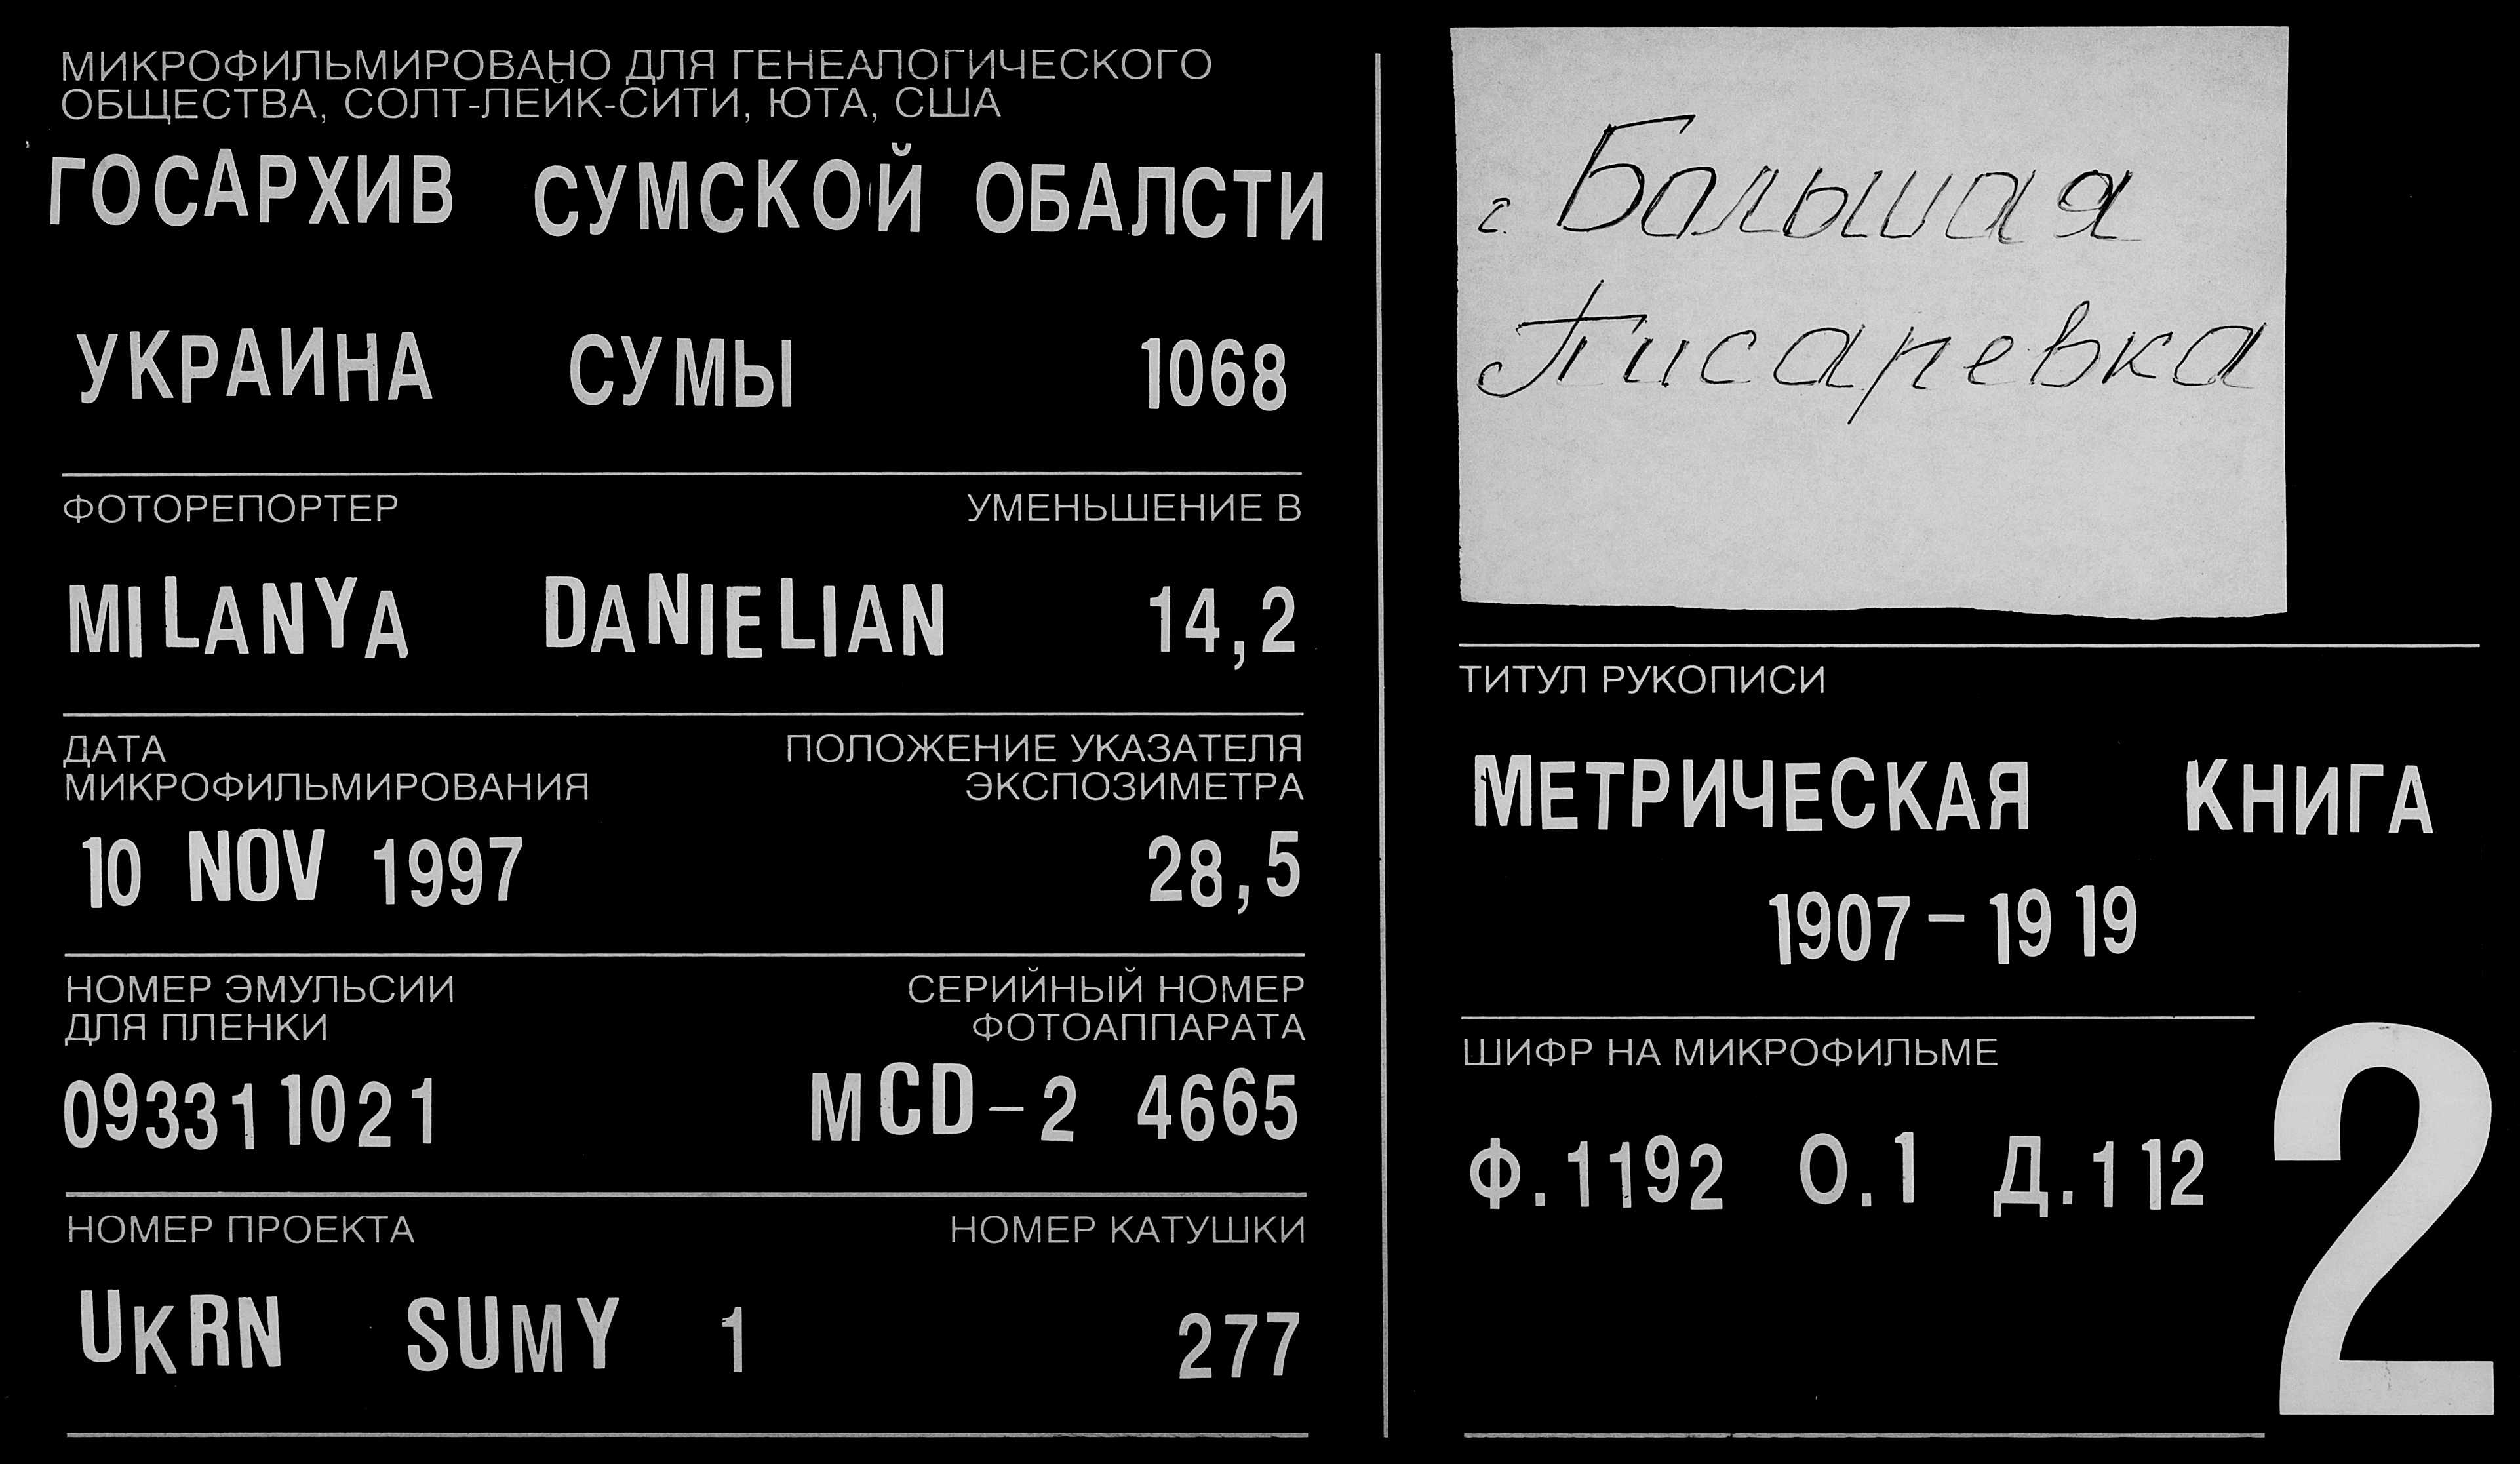 МИКРОФИЛЬМИРОВАНО ДЛЯ ГЕНЕАЛОГИЧЕСКОГО
ОБЩЕСТВА, СОЛТ-ЛЕЙК-СИТИ, ЮТА, США
ГОСАРХИВ СУМСКОЙ ОБАЛСТИ
УКРАИНА СУМЫ 1068
ФОТОРЕПОРТЕР УМЕНЬШЕНИЕ В
MILANYA DANIELIAN 14,2
ДАТА ПОЛОЖЕНИЕ УКАЗАТЕЛЯ
МИКРОФИЛЬМИРОВАНИЯ ЭКСПОЗИМЕТРА
10 NOV 1997 28,5
НОМЕР ЭМУЛЬСИИ СЕРИЙНЫЙ НОМЕР
ДЛЯ ПЛЕНКИ ФОТОАППАРАТА
093311021 MCD-2 4665
НОМЕР ПРОЕКТА НОМЕР КАТУШКИ
UKRN SUMY 1 277
с. Большая
Писаревка
ТИТУЛ РУКОПИСИ
МЕТРИЧЕСКАЯ КНИГА
1907-1919
ШИФР НА МИКРОФИЛЬМЕ
Ф.1192 О.1 Д.112
2